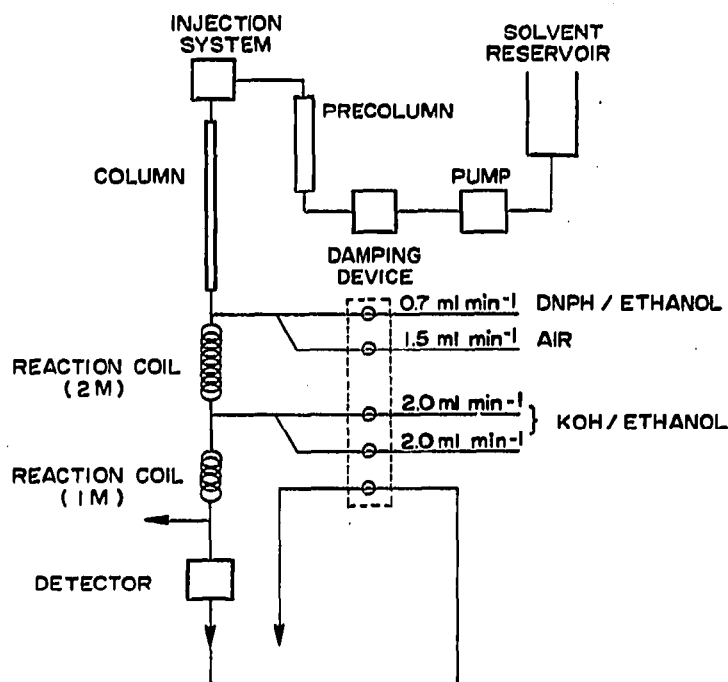 INJECTION
SYSTEM
SOLVENT
RESERVOIR
PRECOLUMN
COLUMN
PUMP
DAMPING
DEVICE
0.7 ml min-1 DNPH / ETHANOL
1.5 ml min-1 AIR
REACTION COIL
(2M)
2.0 ml min-1
KOH / ETHANOL
2.0 ml min-1
REACTION COIL
(1M)
DETECTOR